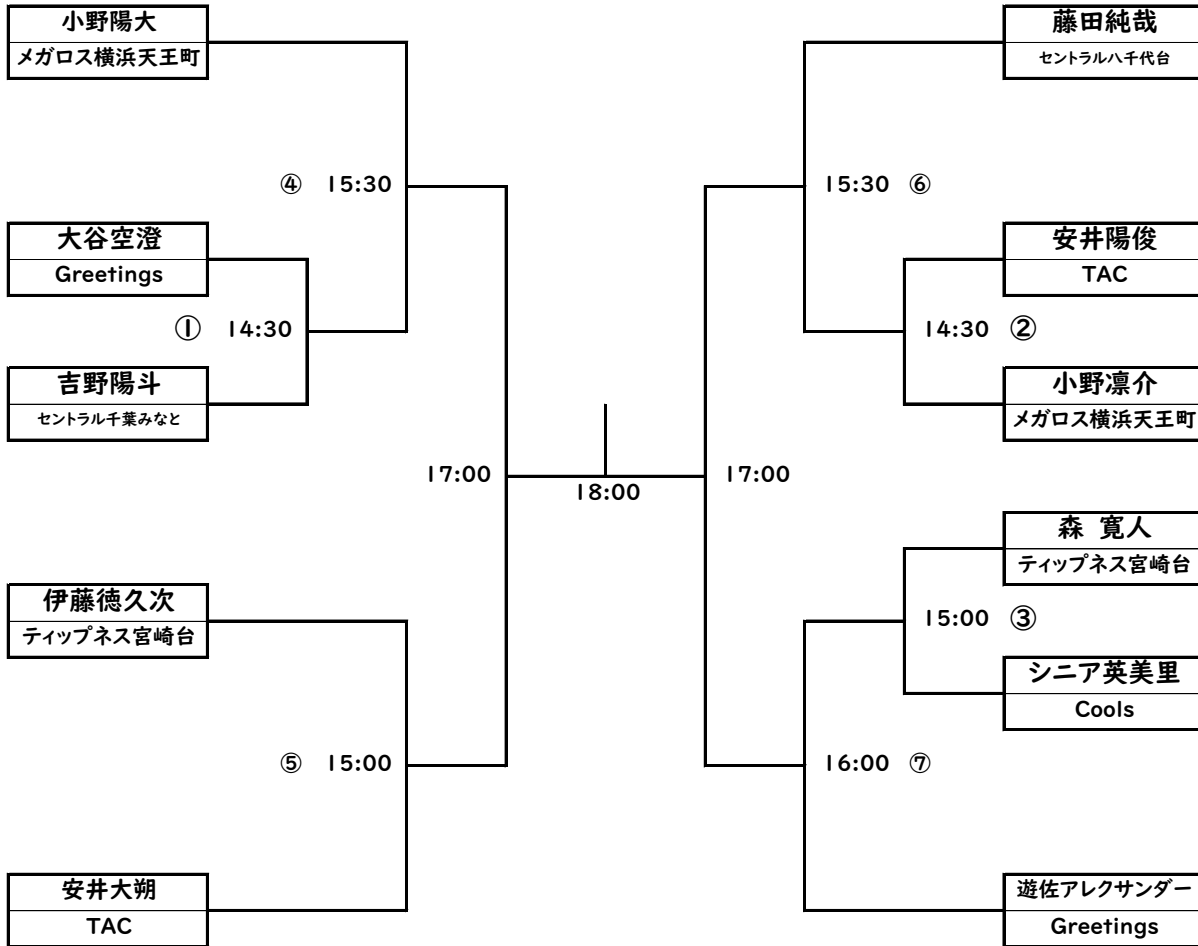 小野陽大
メガロス横浜天王町
藤田純哉
セントラル八千代台
④ 15:30
15:30 ⑥
大谷空澄
Greetings
安井陽俊
TAC
① 14:30
14:30 ②
吉野陽斗
セントラル千葉みなと
小野凛介
メガロス横浜天王町
17:00
18:00
17:00
森 寛人
ティップネス宮崎台
伊藤徳久次
ティップネス宮崎台
15:00 ③
シニア英美里
Cools
⑤ 15:00
16:00 ⑦
安井大朔
TAC
遊佐アレクサンダー
Greetings